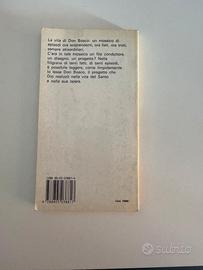 La vita di Don Bosco: un mosaico di
episodi ora sorprendenti, ora lieti, ora tristi,
sempre straordinari.
C'era in tale mosaico un filo conduttore,
un disegno, un progetto? Nella
filigrana di tanti fatti, di tanti episodi,
è possibile leggere, come limpidamente
lo lesse Don Bosco, il progetto che
Dio realizzò nella vita del Santo
e nella sua opera.
ISBN
Subito